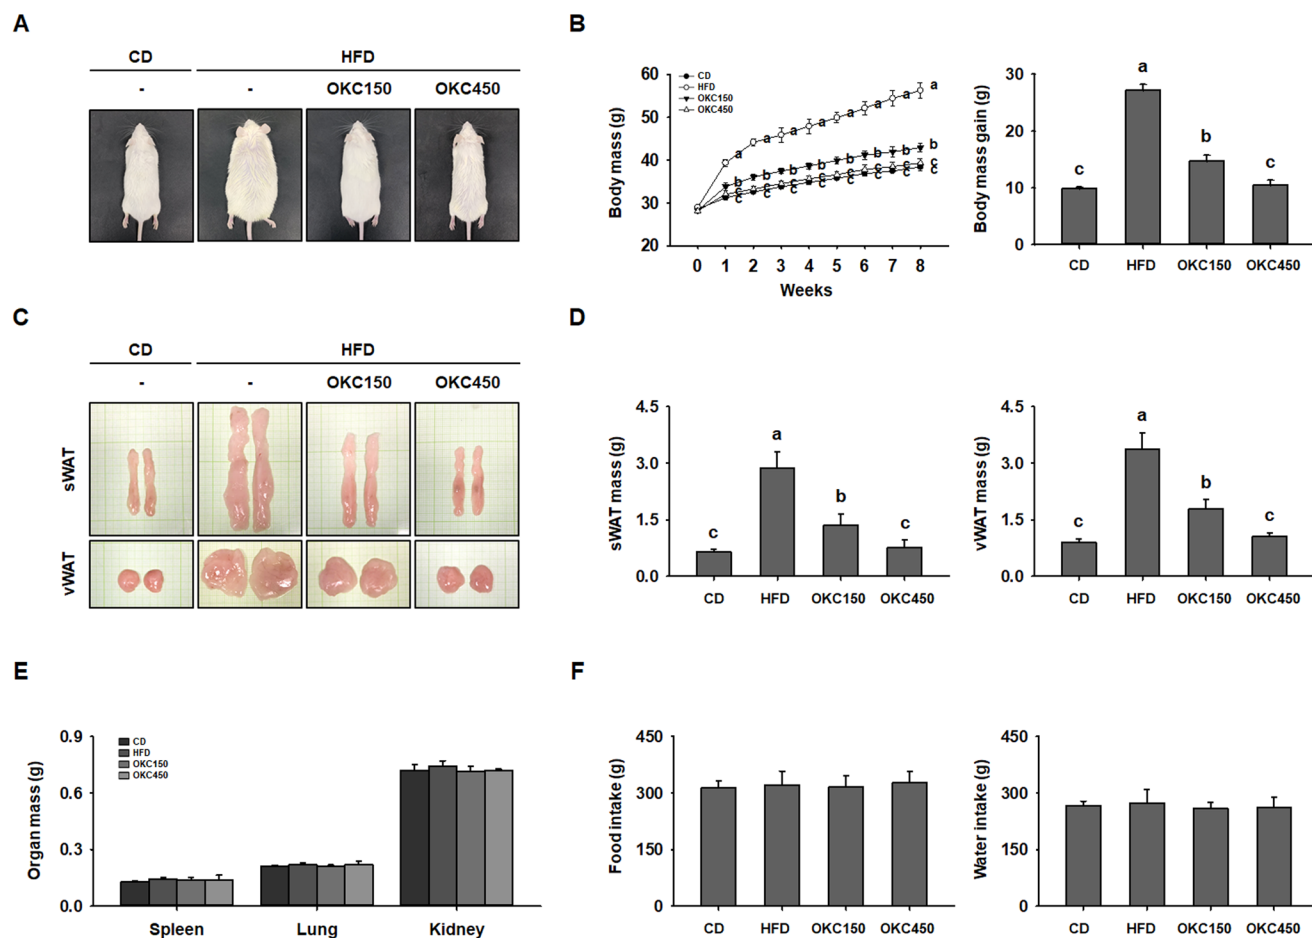 A
CD HFD
- - OKC150 OKC450
B
Body mass (g)
60
50
40
30
20
CD
HFD
OKC150
OKC450
a a a a a a a a
b b b b b b b b
c c c c c c c c
c c c c c c c c
0 1 2 3 4 5 6 7 8
Weeks
Body mass gain (g)
30
20
10
0
c a b c
CD HFD OKC150 OKC450
C
CD HFD
- - OKC150 OKC450
sWAT
vWAT
D
sWAT mass (g)
4.5
3.0
1.5
0.0
c a b c
CD HFD OKC150 OKC450
vWAT mass (g)
4.5
3.0
1.5
0.0
c a b c
CD HFD OKC150 OKC450
E
Organ mass (g)
0.9
0.6
0.3
0.0
CD
HFD
OKC150
OKC450
Spleen Lung Kidney
F
Food intake (g)
450
300
150
0
CD HFD OKC150 OKC450
Water intake (g)
450
300
150
0
CD HFD OKC150 OKC450